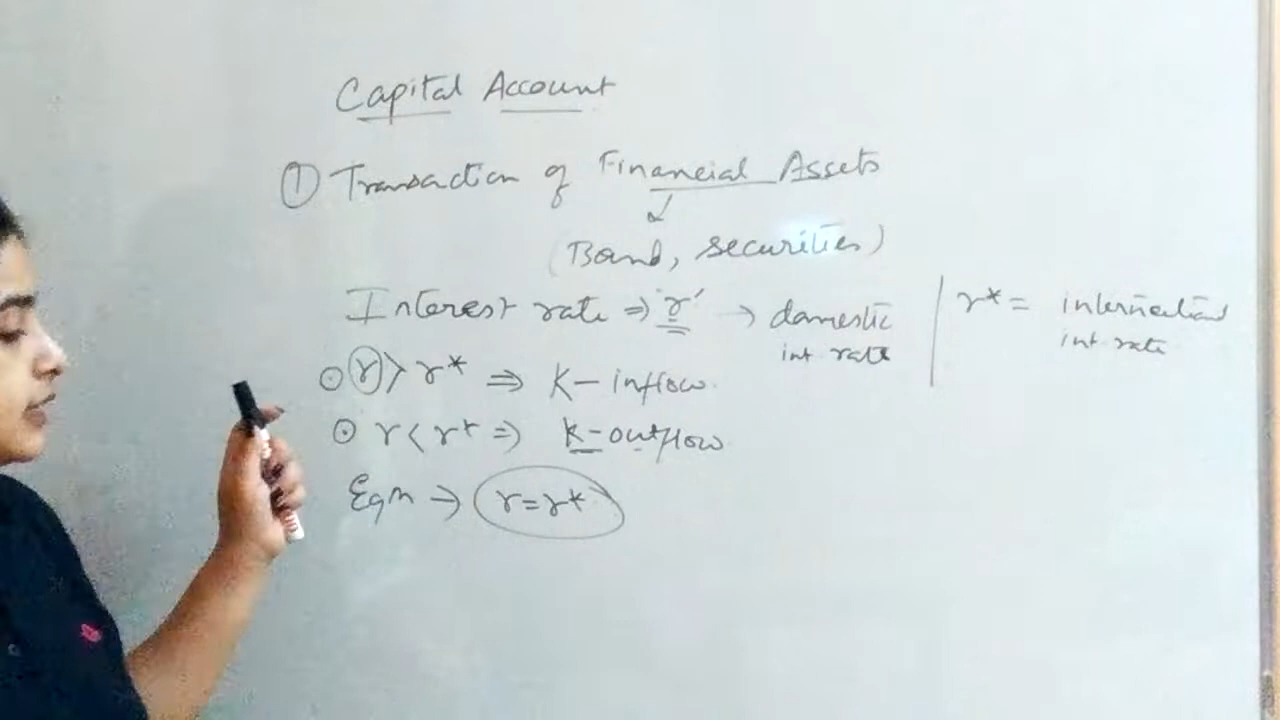 Capital Account
① Transaction of Financial Assets
(Bond, securities)
Interest rate ⇒ 'r' → domestic int rate | r* = international int rate
⊙ r > r* ⇒ K- inflow.
⊙ r < r* ⇒ K-outflow
Eqm → r=r*